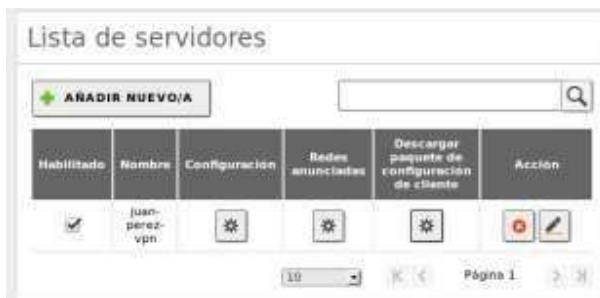 Lista de servidores
AÑADIR NUEVO/A
Habilitado Nombre Configuración Redes anunciadas Descargar paquete de configuración de cliente Acción
juan-perez-vpn
10 Página 1